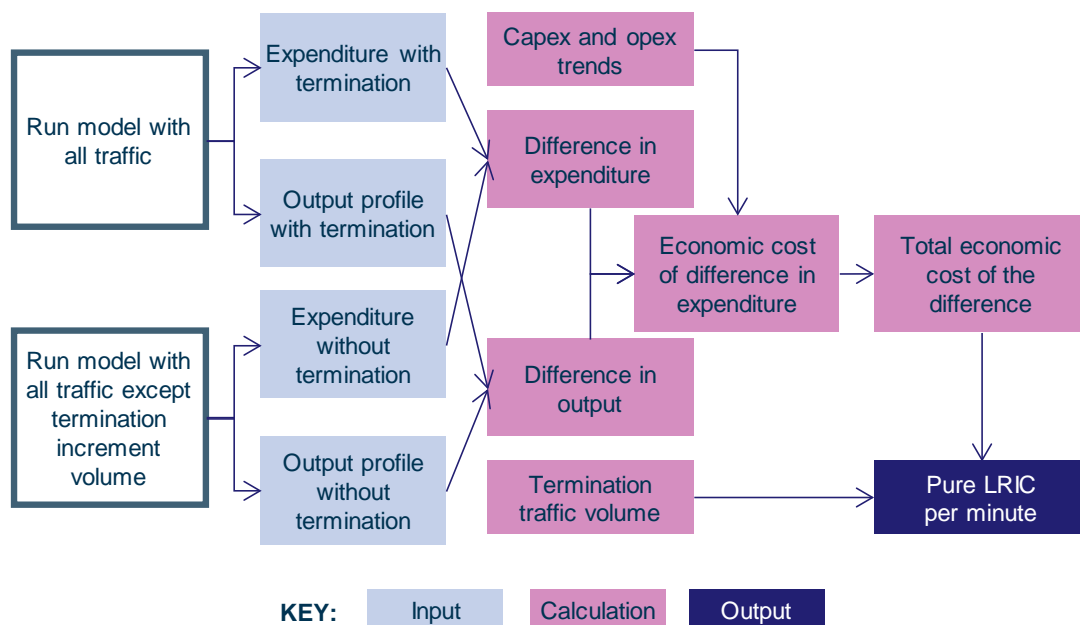 Run model with
all traffic
Run model with
all traffic except
termination
increment volume
Expenditure with
termination
Output profile
with termination
Expenditure
without
termination
Output profile
without
termination
Capex and opex
trends
Difference in
expenditure
Difference in
output
Termination
traffic volume
Economic cost
of difference in
expenditure
Total economic
cost of the
difference
Pure LRIC
per minute
KEY:
Input
Calculation
Output